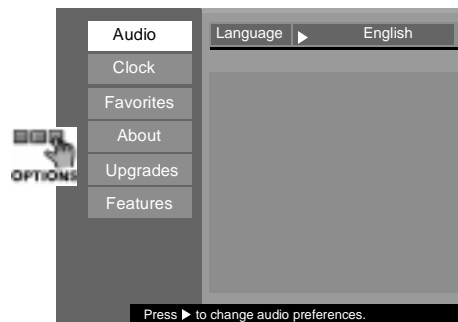 Audio
Language ▶ English
Clock
Favorites
About
OPTIONS
Upgrades
Features
Press ▶ to change audio preferences.